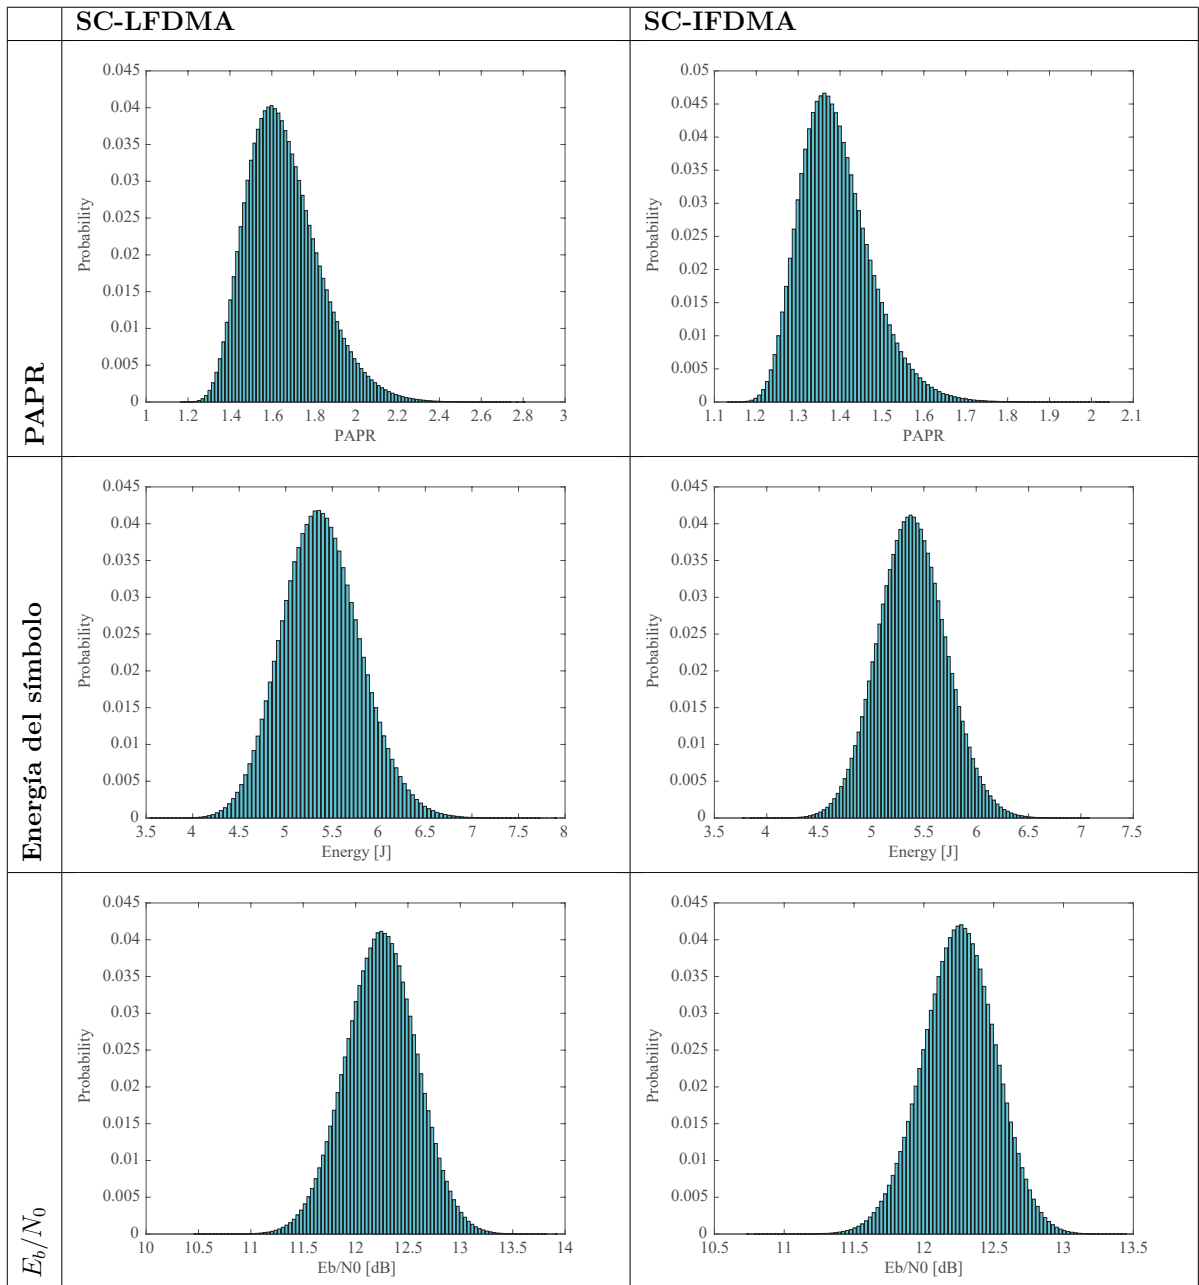 SC-LFDMA
SC-IFDMA
PAPR
0.045
0.04
0.035
0.03
0.025
0.02
0.015
0.01
0.005
0
Probability
1 1.2 1.4 1.6 1.8 2 2.2 2.4 2.6 2.8 3
PAPR
0.05
0.045
0.04
0.035
0.03
0.025
0.02
0.015
0.01
0.005
0
Probability
1.1 1.2 1.3 1.4 1.5 1.6 1.7 1.8 1.9 2 2.1
PAPR
Energía del símbolo
0.045
0.04
0.035
0.03
0.025
0.02
0.015
0.01
0.005
0
Probability
3.5 4 4.5 5 5.5 6 6.5 7 7.5 8
Energy [J]
0.045
0.04
0.035
0.03
0.025
0.02
0.015
0.01
0.005
0
Probability
3.5 4 4.5 5 5.5 6 6.5 7 7.5
Energy [J]
E_b/N_0
0.045
0.04
0.035
0.03
0.025
0.02
0.015
0.01
0.005
0
Probability
10 10.5 11 11.5 12 12.5 13 13.5 14
Eb/N0 [dB]
0.045
0.04
0.035
0.03
0.025
0.02
0.015
0.01
0.005
0
Probability
10.5 11 11.5 12 12.5 13 13.5
Eb/N0 [dB]